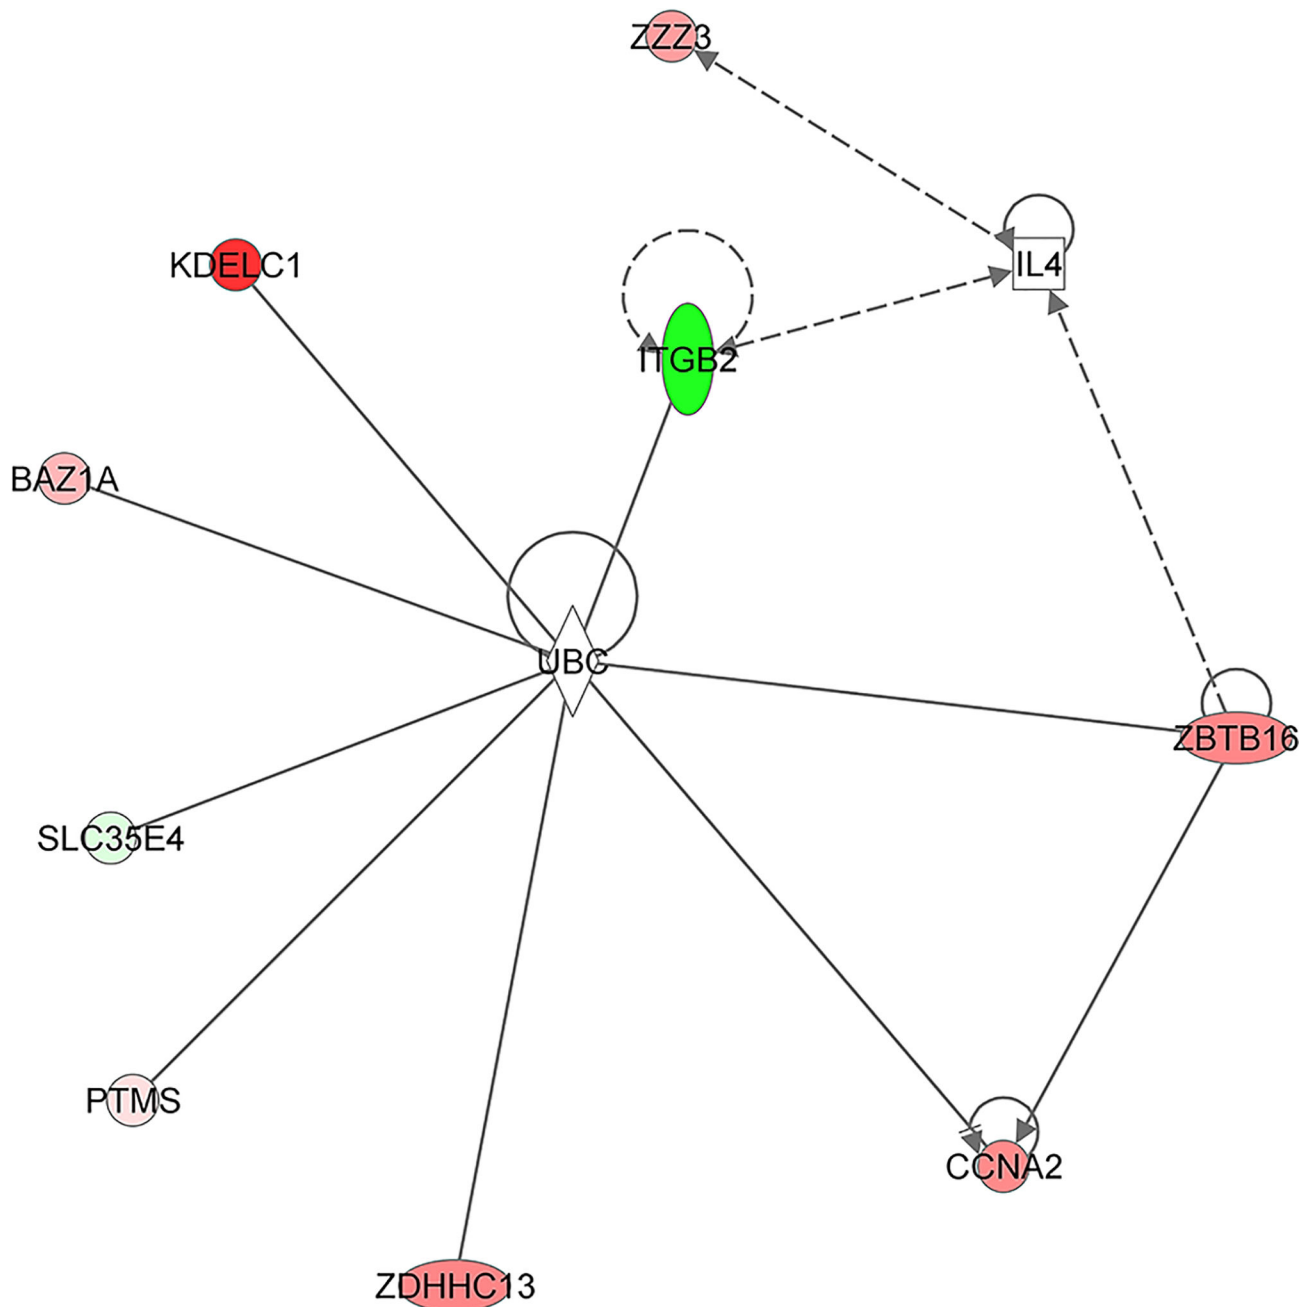 ZZZ3
KDELC1
IL4
ITGB2
BAZ1A
UBC
ZBTB16
SLC35E4
PTMS
CCNA2
ZDHHC13